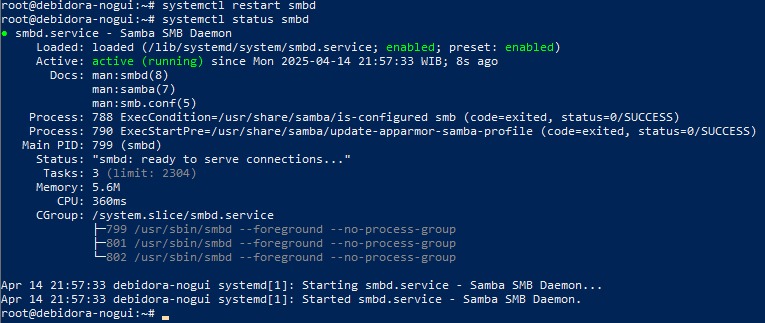 root@debidora-nogui:~# systemctl restart smbd
root@debidora-nogui:~# systemctl status smbd
● smbd.service - Samba SMB Daemon
     Loaded: loaded (/lib/systemd/system/smbd.service; enabled; preset: enabled)
     Active: active (running) since Mon 2025-04-14 21:57:33 WIB; 8s ago
       Docs: man:smbd(8)
             man:samba(7)
             man:smb.conf(5)
    Process: 788 ExecCondition=/usr/share/samba/is-configured smb (code=exited, status=0/SUCCESS)
    Process: 790 ExecStartPre=/usr/share/samba/update-apparmor-samba-profile (code=exited, status=0/SUCCESS)
   Main PID: 799 (smbd)
     Status: "smbd: ready to serve connections..."
      Tasks: 3 (limit: 2304)
     Memory: 5.6M
        CPU: 360ms
     CGroup: /system.slice/smbd.service
             ├─799 /usr/sbin/smbd --foreground --no-process-group
             ├─801 /usr/sbin/smbd --foreground --no-process-group
             └─802 /usr/sbin/smbd --foreground --no-process-group
Apr 14 21:57:33 debidora-nogui systemd[1]: Starting smbd.service - Samba SMB Daemon...
Apr 14 21:57:33 debidora-nogui systemd[1]: Started smbd.service - Samba SMB Daemon.
root@debidora-nogui:~#